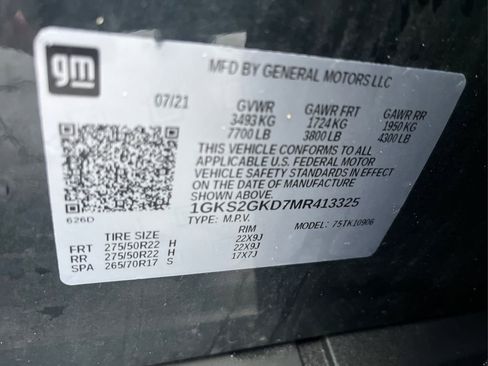 gm
MFD BY GENERAL MOTORS LLC
07/21 GVWR GAWR FRT GAWR RR
3493 KG 1724 KG 1950 KG
7700 LB 3800 LB 4300 LB
THIS VEHICLE CONFORMS TO ALL
APPLICABLE U.S. FEDERAL MOTOR
VEHICLE SAFETY STANDARDS IN
EFFECT ON THE DATE OF MANUFACTURE
SHOWN ABOVE.
1GKS2GKD7MR413325
626D TYPE: M.P.V. MODEL: 75TK10906
TIRE SIZE RIM
FRT 275/50R22 H 22X9J
RR 275/50R22 H 22X9J
SPA 265/70R17 S 17X7J